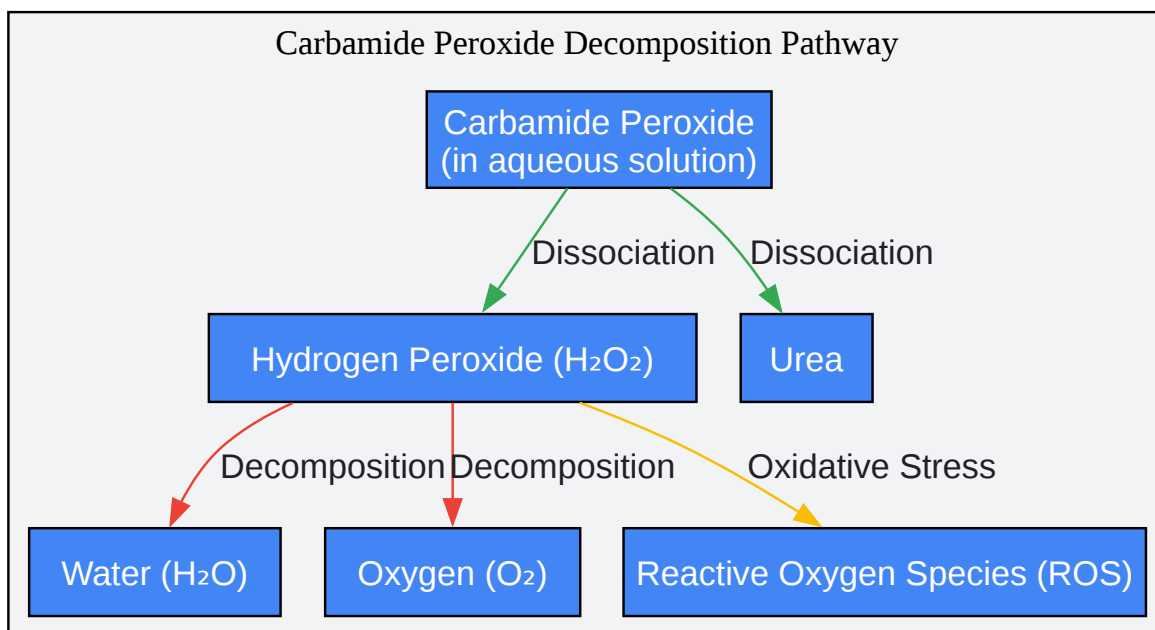 Carbamide Peroxide Decomposition Pathway
Carbamide Peroxide
(in aqueous solution)
Dissociation
Dissociation
Hydrogen Peroxide (H₂O₂)
Urea
Decomposition
Decomposition
Oxidative Stress
Water (H₂O)
Oxygen (O₂)
Reactive Oxygen Species (ROS)